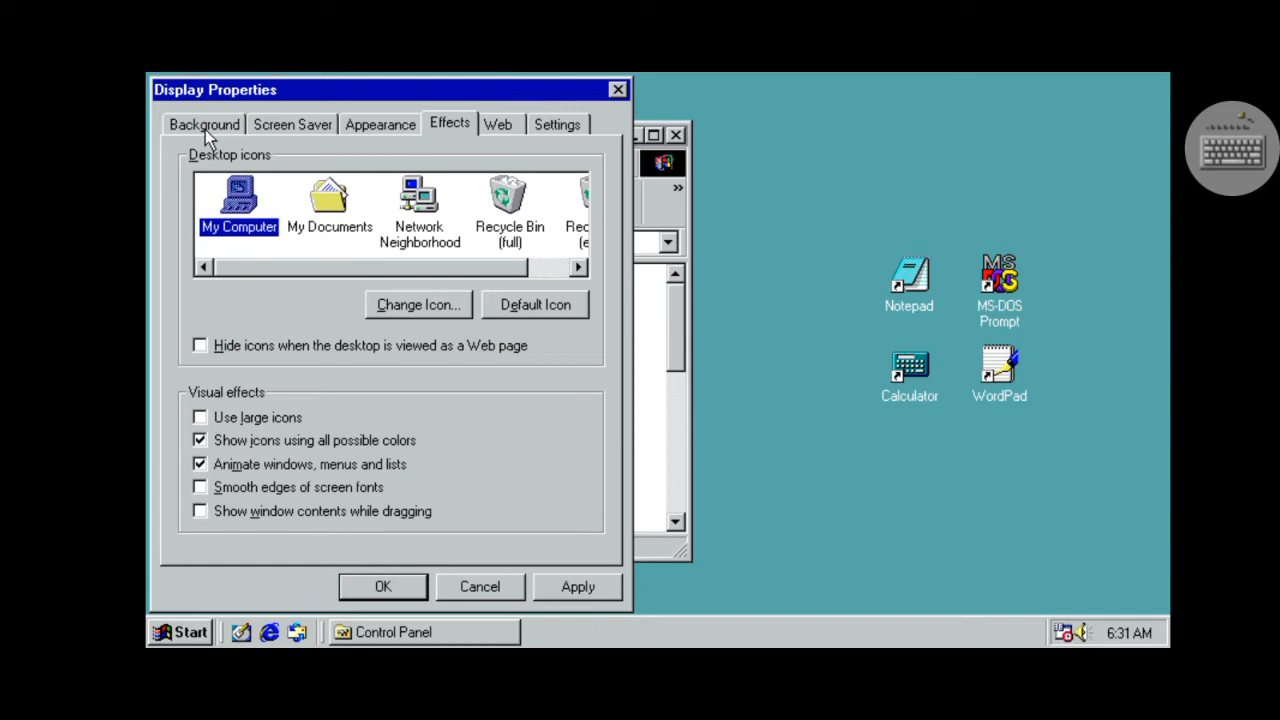 Display Properties
Background Screen Saver Appearance Effects Web Settings
Desktop icons
My Computer My Documents Network Neighborhood Recycle Bin (full) Rec (e
Change Icon... Default Icon
Hide icons when the desktop is viewed as a Web page
Visual effects
Use large icons
Show icons using all possible colors
Animate windows, menus and lists
Smooth edges of screen fonts
Show window contents while dragging
OK Cancel Apply
»
Notepad
MS
DOS
MS-DOS
Prompt
Calculator
WordPad
Start Control Panel 6:31 AM